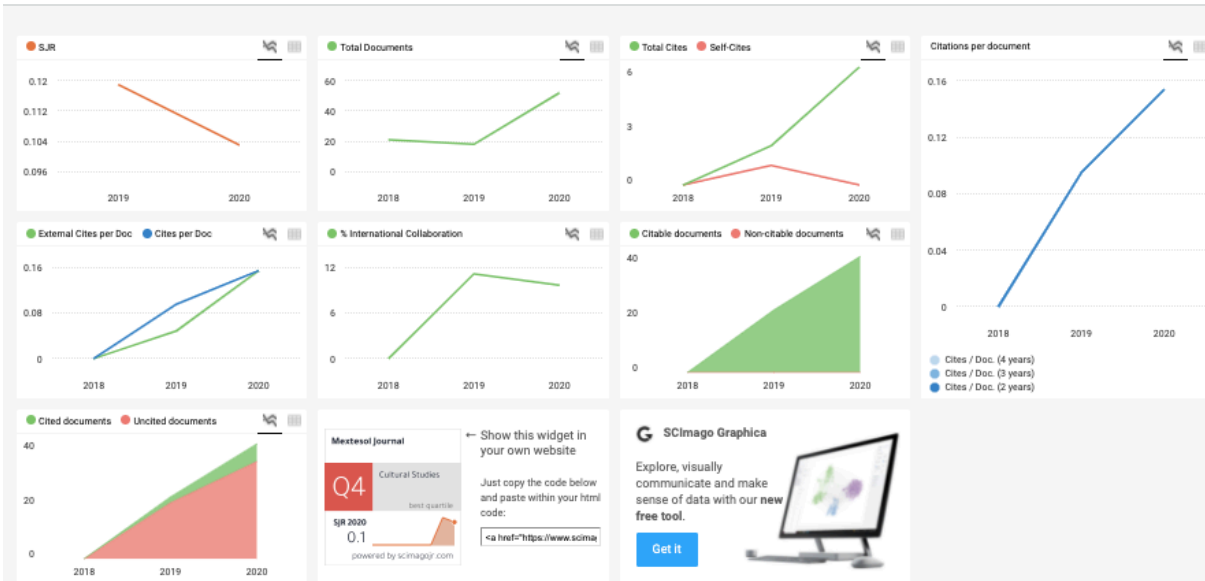 SJR
0.12
0.112
0.104
0.096
2019 2020
Total Documents
60
40
20
0
2018 2019 2020
Total Cites Self-Cites
6
3
0
2018 2019 2020
Citations per document
0.16
0.12
0.08
0.04
0
2018 2019 2020
Cites / Doc. (4 years)
Cites / Doc. (3 years)
Cites / Doc. (2 years)
External Cites per Doc Cites per Doc
0.16
0.08
0
2018 2019 2020
% International Collaboration
12
6
0
2018 2019 2020
Citable documents Non-citable documents
40
20
0
2018 2019 2020
Cited documents Uncited documents
40
20
0
2018 2019 2020
Mextesol Journal
Q4
Cultural Studies
best quartile
SJR 2020
0.1
powered by scimagojr.com
← Show this widget in
your own website
Just copy the code below
and paste within your html
code:
<a href="https://www.scimag
SCImago Graphica
Explore, visually
communicate and make
sense of data with our new
free tool.
Get it